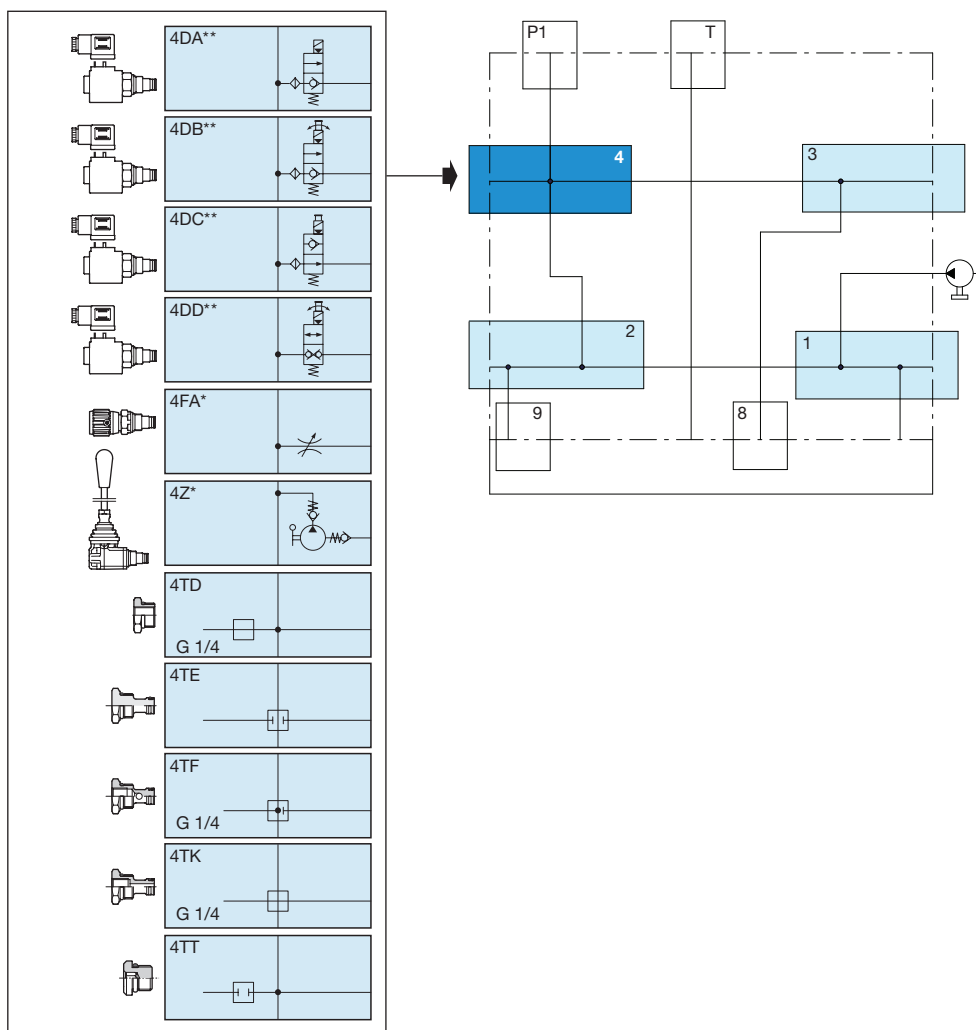 4DA**
4DB**
4DC**
4DD**
4FA*
4Z*
4TD
G 1/4
4TE
4TF
G 1/4
4TK
G 1/4
4TT
P1
T
4
3
2
1
9
8